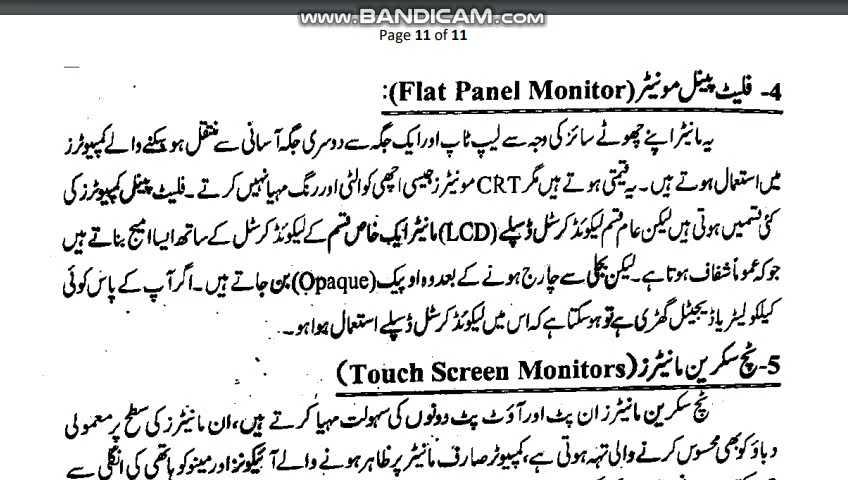 www.BANDICAM.com
Page 11 of 11
4- فلیٹ پینل مونیٹر (Flat Panel Monitor):
یہ مانیٹر اپنے چھوٹے سائز کی وجہ سے لیپ ٹاپ اور ایک جگہ سے دوسری جگہ آسانی سے منتقل ہو سکنے والے کمپیوٹرز
میں استعمال ہوتے ہیں۔ یہ قیمتی ہوتے ہیں مگر CRT مونیٹرز جیسی اچھی کوالٹی اور رنگ مہیا نہیں کرتے۔ فلیٹ پینل کمپیوٹرز کی
کئی قسمیں ہوتی ہیں لیکن عام قسم لیکوئڈ کرسٹل ڈسپلے (LCD) مانیٹر ایک خاص قسم کے لیکوئڈ کرسٹل کے ساتھ ایسا امیج بناتے ہیں
جو کہ عموماً شفاف ہوتا ہے۔ لیکن بجلی سے چارج ہونے کے بعد وہ اوپیک (Opaque) بن جاتے ہیں۔ اگر آپ کے پاس کوئی
کیلکولیٹر یا ڈیجیٹل گھڑی ہے تو ہو سکتا ہے کہ اس میں لیکوئڈ کرسٹل ڈسپلے استعمال ہوا ہو۔
5- ٹچ سکرین مانیٹرز (Touch Screen Monitors)
ٹچ سکرین مانیٹرز ان پٹ اور آؤٹ پٹ دونوں کی سہولت مہیا کرتے ہیں، ان مانیٹرز کی سطح پر معمولی
دباؤ کو بھی محسوس کرنے والی تہہ ہوتی ہے، کمپیوٹر صارف مانیٹر پر ظاہر ہونے والے آئیکونز اور مینو کو ہاتھی کی انگلی سے